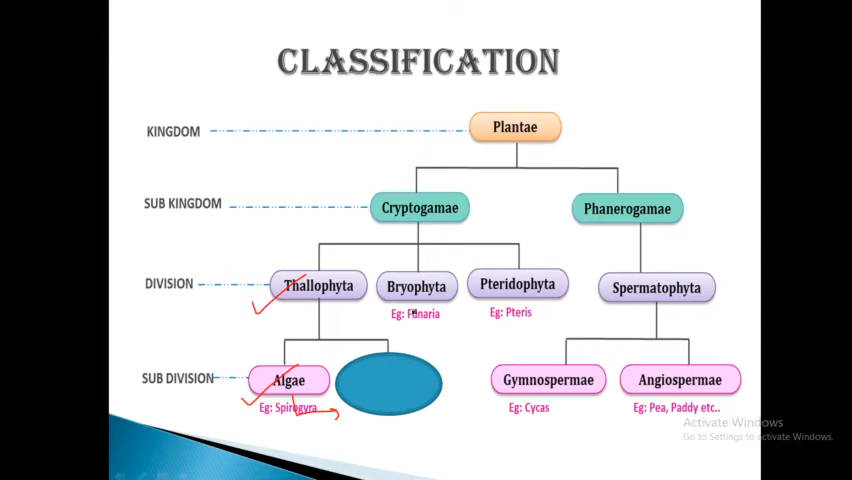 CLASSIFICATION
KINGDOM
Plantae
SUB KINGDOM
Cryptogamae
Phanerogamae
DIVISION
Thallophyta
Bryophyta
Pteridophyta
Spermatophyta
Eg: Funaria
Eg: Pteris
SUB DIVISION
Algae
Gymnospermae
Angiospermae
Eg: Spirogyra
Eg: Cycas
Eg: Pea, Paddy etc..
Activate Windows
Go to Settings to activate Windows.